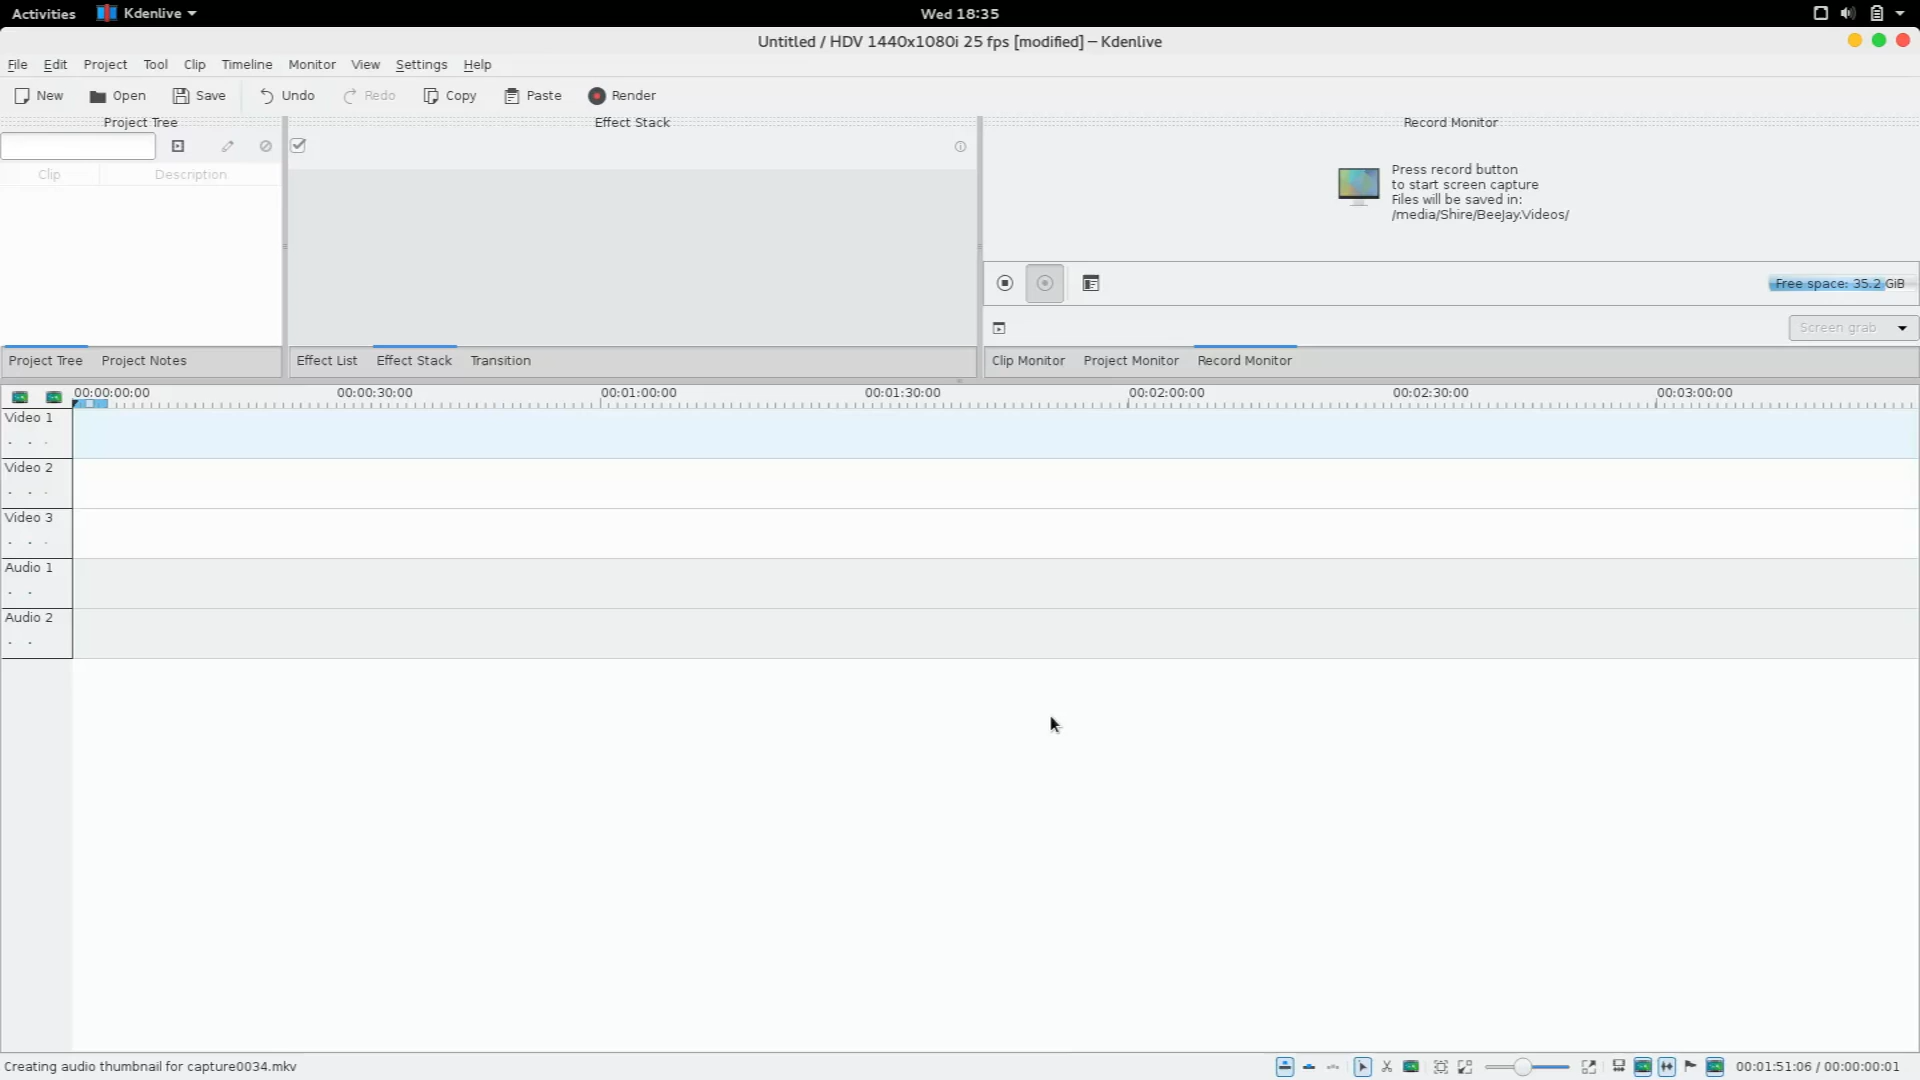 Activities Kdenlive Wed 18:35
Untitled / HDV 1440x1080i 25 fps [modified] – Kdenlive
File Edit Project Tool Clip Timeline Monitor View Settings Help
New Open Save Undo Redo Copy Paste Render
Project Tree Effect Stack Record Monitor
Clip Description
Press record button
to start screen capture
Files will be saved in:
/media/Shire/BeeJay.Videos/
Free space: 35.2 GiB
Screen grab
Project Tree Project Notes Effect List Effect Stack Transition Clip Monitor Project Monitor Record Monitor
00:00:00:00 00:00:30:00 00:01:00:00 00:01:30:00 00:02:00:00 00:02:30:00 00:03:00:00
Video 1
Video 2
Video 3
Audio 1
Audio 2
Creating audio thumbnail for capture0034.mkv 00:01:51:06 / 00:00:00:01